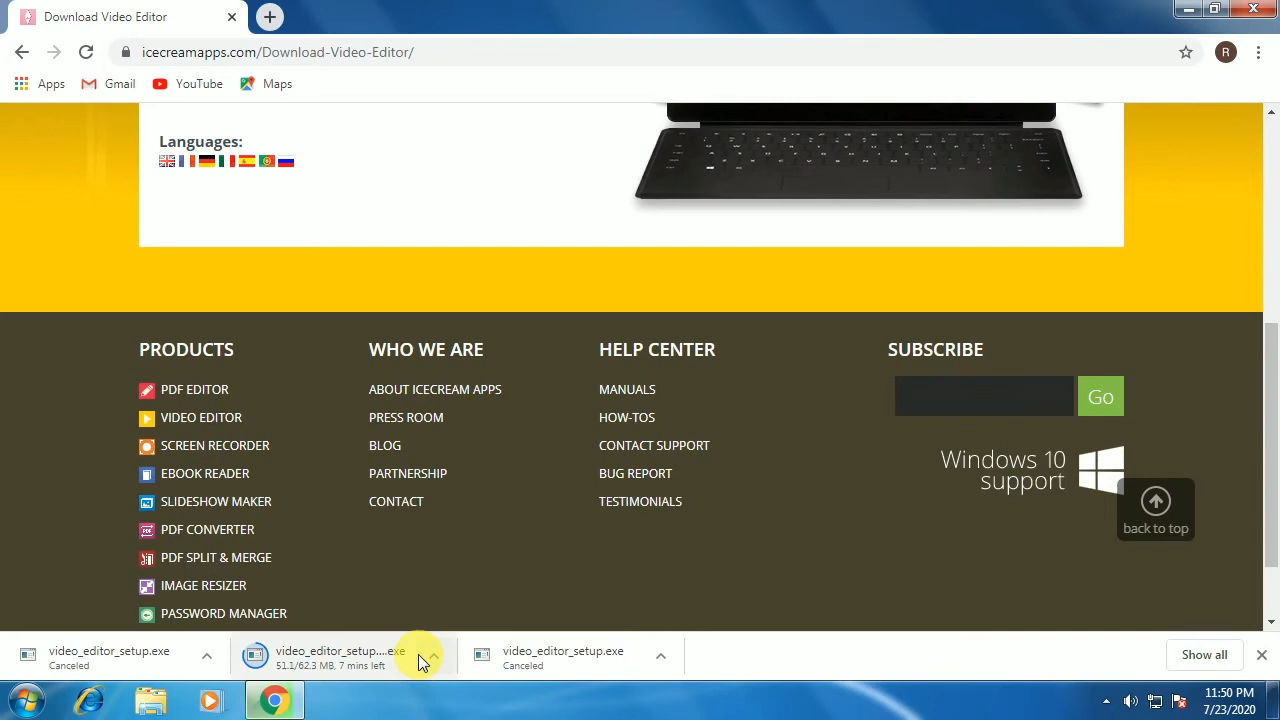 Download Video Editor
icecreamapps.com/Download-Video-Editor/
R
Apps Gmail YouTube Maps
Languages:
PRODUCTS
PDF EDITOR
VIDEO EDITOR
SCREEN RECORDER
EBOOK READER
SLIDESHOW MAKER
PDF CONVERTER
PDF SPLIT & MERGE
IMAGE RESIZER
PASSWORD MANAGER
WHO WE ARE
ABOUT ICECREAM APPS
PRESS ROOM
BLOG
PARTNERSHIP
CONTACT
HELP CENTER
MANUALS
HOW-TOS
CONTACT SUPPORT
BUG REPORT
TESTIMONIALS
SUBSCRIBE
Go
Windows 10
support
back to top
video_editor_setup.exe
Canceled
video_editor_setup....exe
51.1/62.3 MB, 7 mins left
video_editor_setup.exe
Canceled
Show all
11:50 PM
7/23/2020